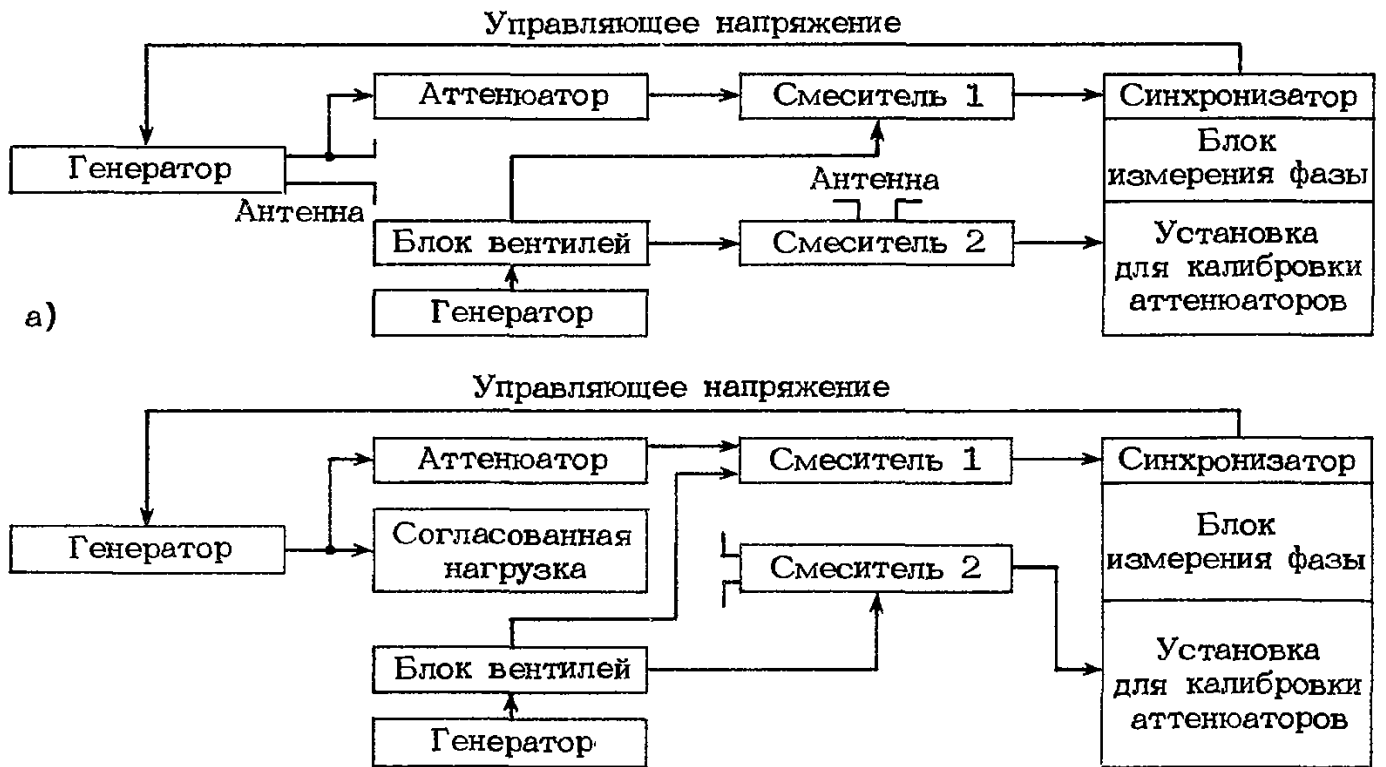 Управляющее напряжение
Аттенюатор
Смеситель 1
Синхронизатор
Генератор
Блок
измерения фазы
Антенна
Антенна
Блок вентилей
Смеситель 2
Установка
для калибровки
аттенюаторов
Генератор
а)
Управляющее напряжение
Аттенюатор
Смеситель 1
Синхронизатор
Генератор
Согласованная
нагрузка
Блок
измерения фазы
Смеситель 2
Блок вентилей
Установка
для калибровки
аттенюаторов
Генератор